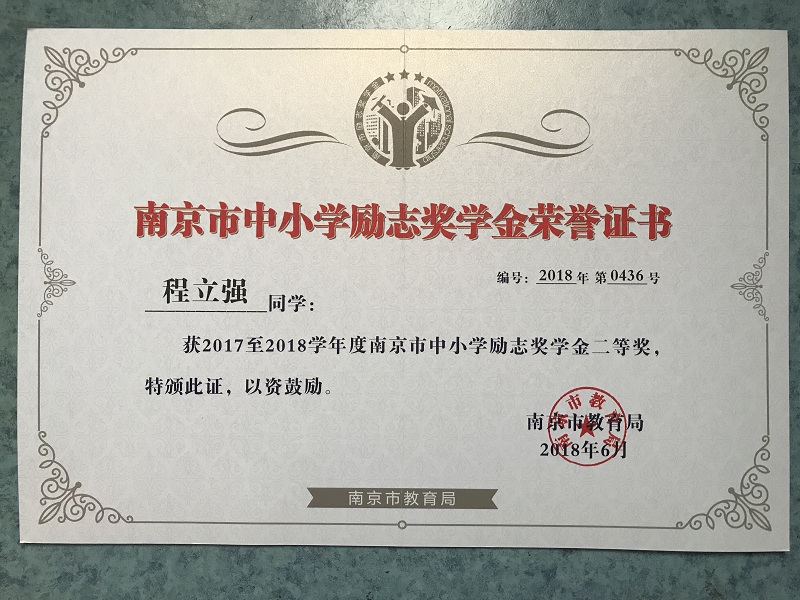 南京市中小学励志奖学金荣誉证书
编号：2018年 第0436号
程立强 同学：
获2017至2018学年度南京市中小学励志奖学金二等奖，
特颁此证，以资鼓励。
南京市教育局
2018年6月
南京市教育局